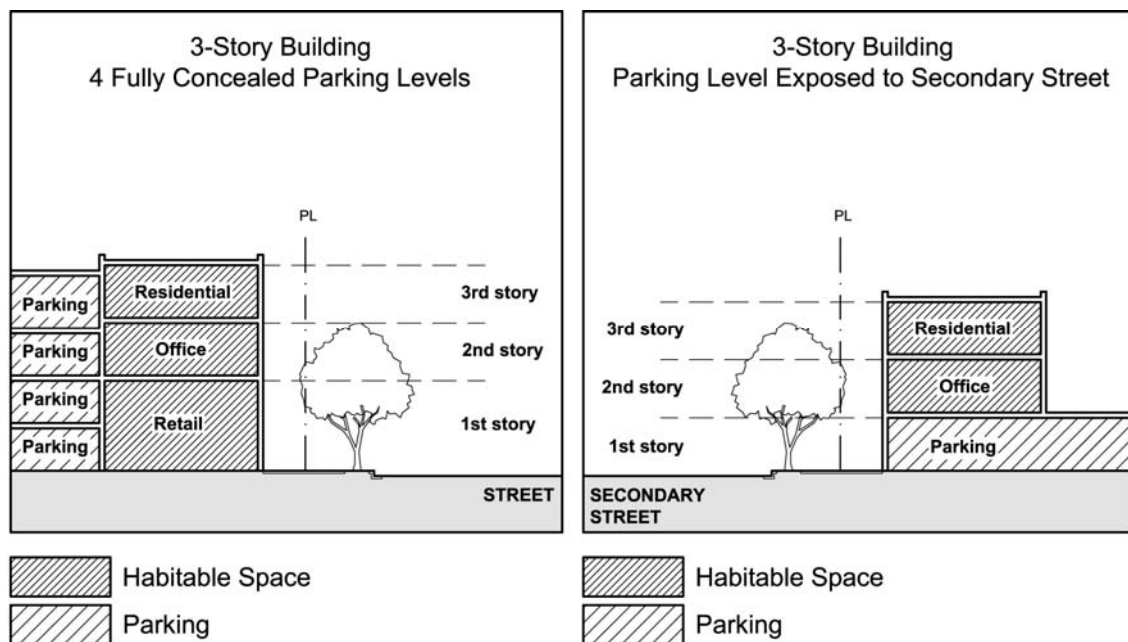 3-Story Building
4 Fully Concealed Parking Levels
PL
Parking
Residential
3rd story
Parking
Office
2nd story
Parking
Retail
1st story
Parking
STREET
Habitable Space
Parking
3-Story Building
Parking Level Exposed to Secondary Street
PL
3rd story
Residential
2nd story
Office
1st story
Parking
SECONDARY
STREET
Habitable Space
Parking